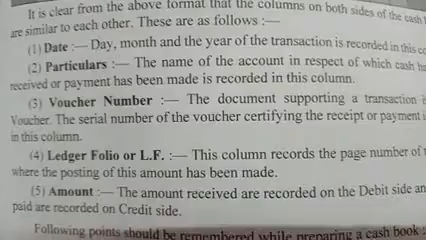 It is clear from the above format that the columns on both sides of the cash
are similar to each other. These are as follows :—
(1) Date :— Day, month and the year of the transaction is recorded in this
(2) Particulars :— The name of the account in respect of which cash
received or payment has been made is recorded in this column.
(3) Voucher Number :— The document supporting a transaction
Voucher. The serial number of the voucher certifying the receipt or payment
in this column.
(4) Ledger Folio or L.F. :— This column records the page number of
where the posting of this amount has been made.
(5) Amount :— The amount received are recorded on the Debit side
paid are recorded on Credit side.
Following points should be remembered while preparing a cash book :